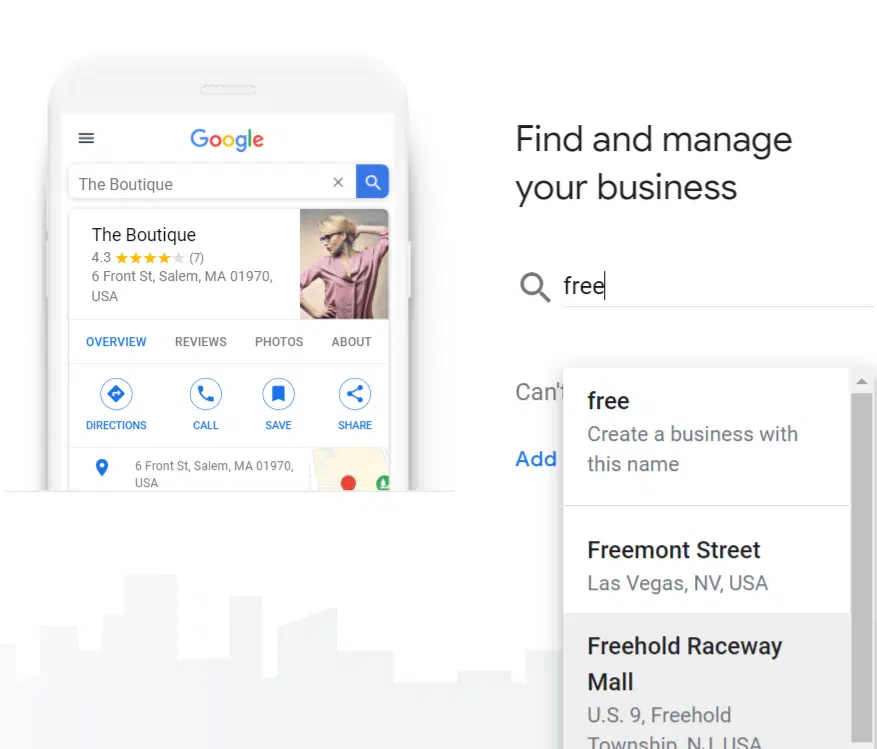 Google
The Boutique
The Boutique
4.3 (7)
6 Front St, Salem, MA 01970,
USA
OVERVIEW REVIEWS PHOTOS ABOUT
DIRECTIONS CALL SAVE SHARE
6 Front St, Salem, MA 01970,
USA
Find and manage
your business
free
Can't
Add
free
Create a business with
this name
Freemont Street
Las Vegas, NV, USA
Freehold Raceway
Mall
U.S. 9, Freehold
Township, NJ, USA